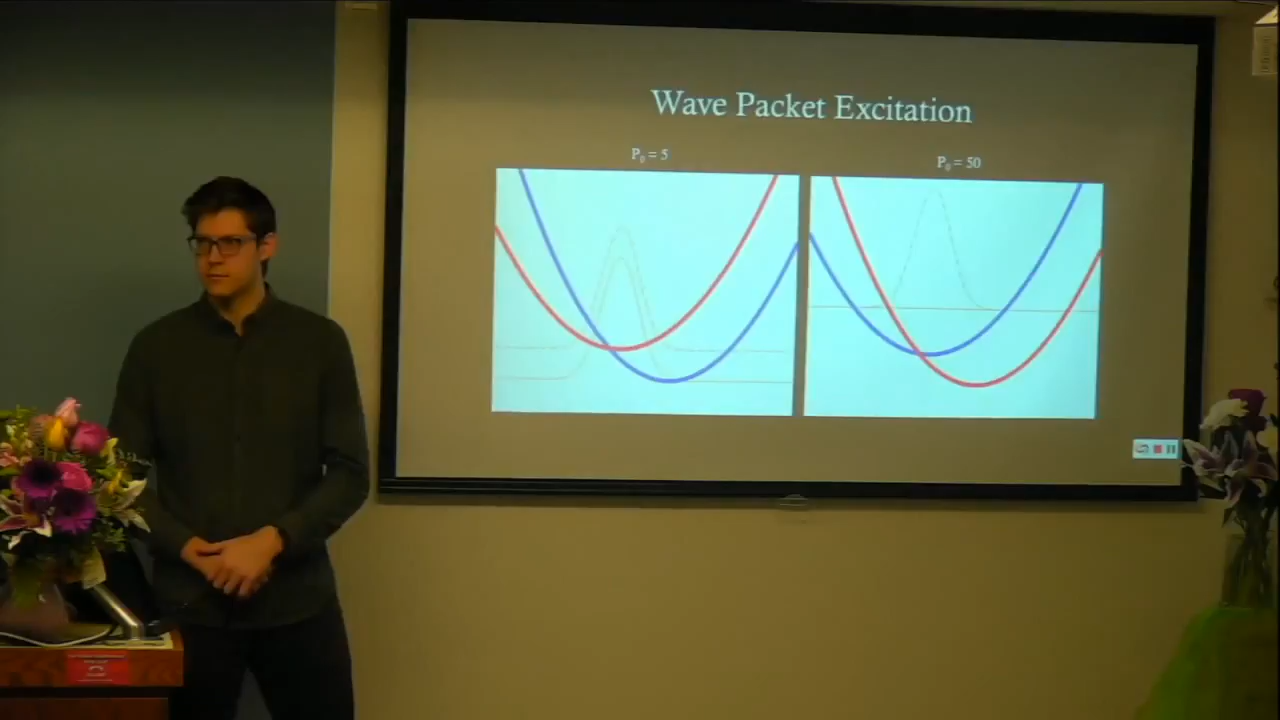 Wave Packet Excitation
P₀ = 5
P₀ = 50